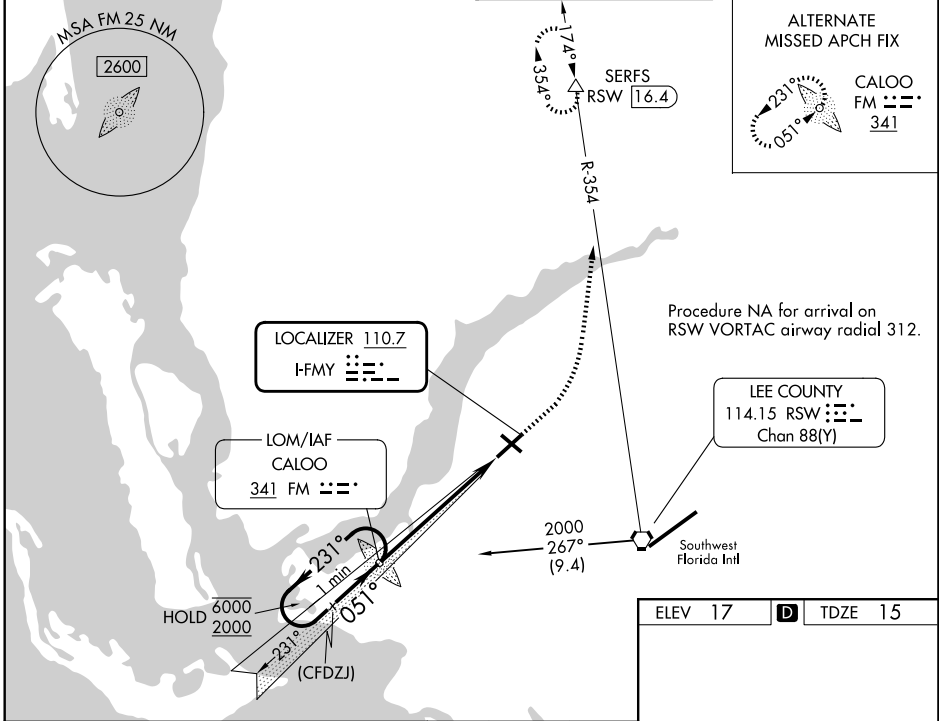 MSA FM 25 NM
2600
174°
354°
SERFS
RSW 16.4
R-354
ALTERNATE
MISSED APCH FIX
231°
051°
CALOO
FM
341
Procedure NA for arrival on
RSW VORTAC airway radial 312.
LOCALIZER 110.7
I-FMY
LEE COUNTY
114.15 RSW
Chan 88(Y)
LOM/IAF
CALOO
341 FM
2000
267°
(9.4)
Southwest
Florida Intl
231°
1 min
051°
HOLD 6000
2000
231°
(CFDZJ)
ELEV 17 D TDZE 15